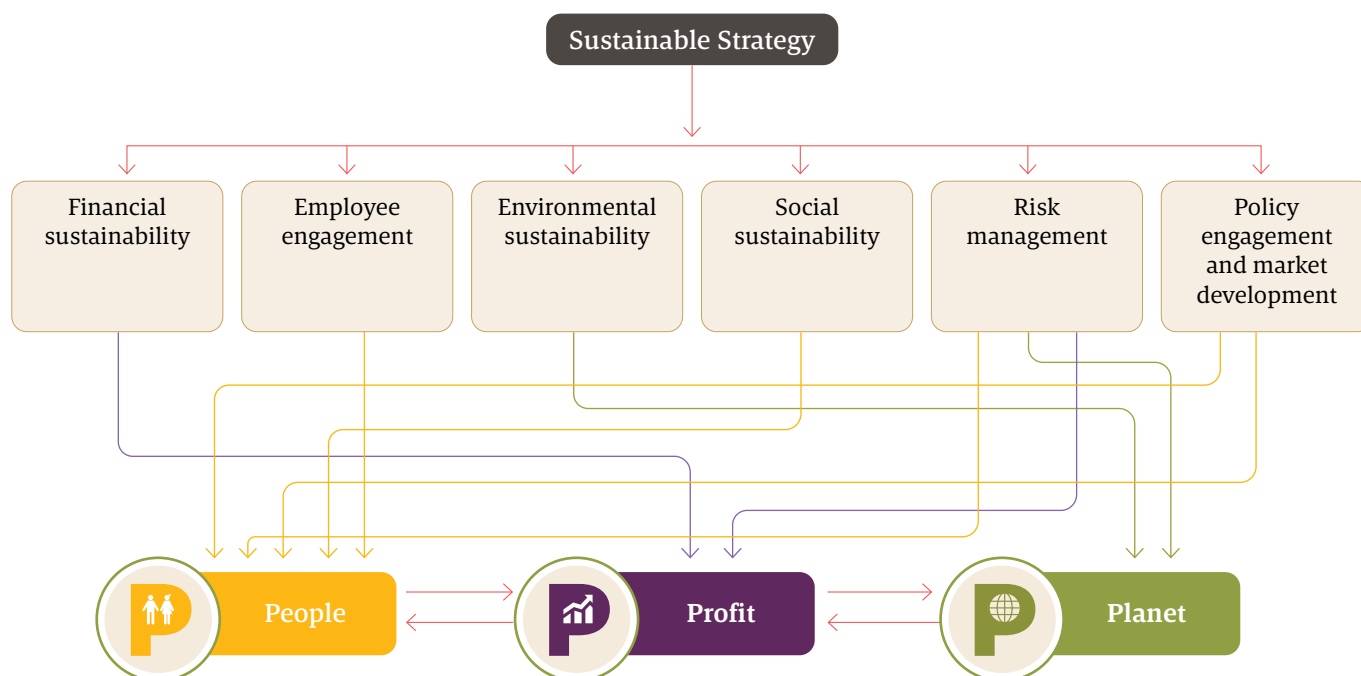 Sustainable Strategy
Financial
sustainability
Employee
engagement
Environmental
sustainability
Social
sustainability
Risk
management
Policy
engagement
and market
development
P
People
P
Profit
P
Planet